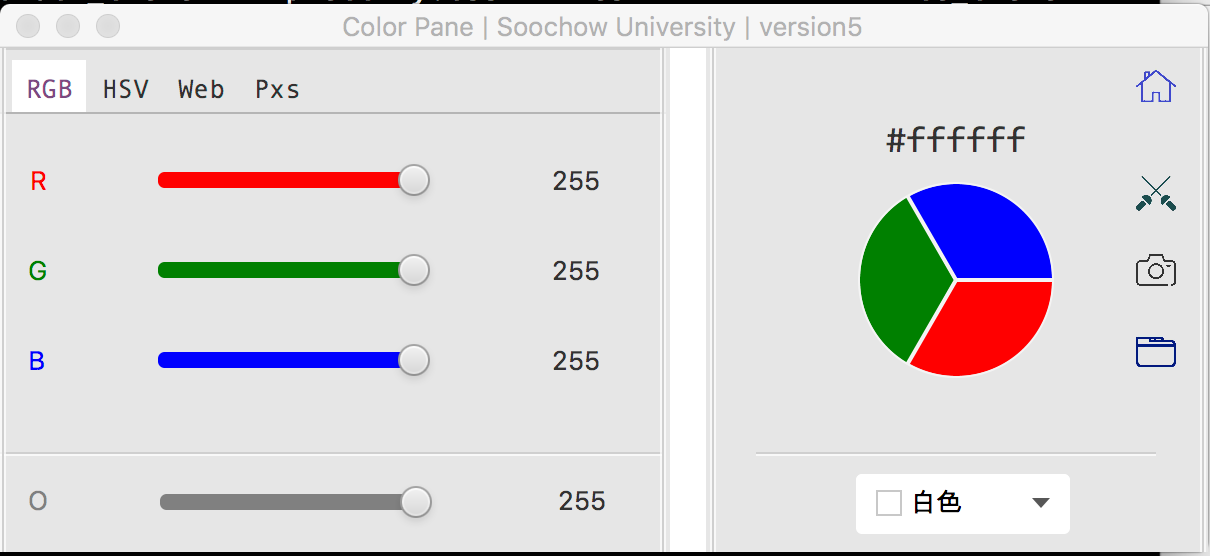 Color Pane | Soochow University | version5
RGB HSV Web Pxs
R 255
G 255
B 255
O 255
#ffffff
白色